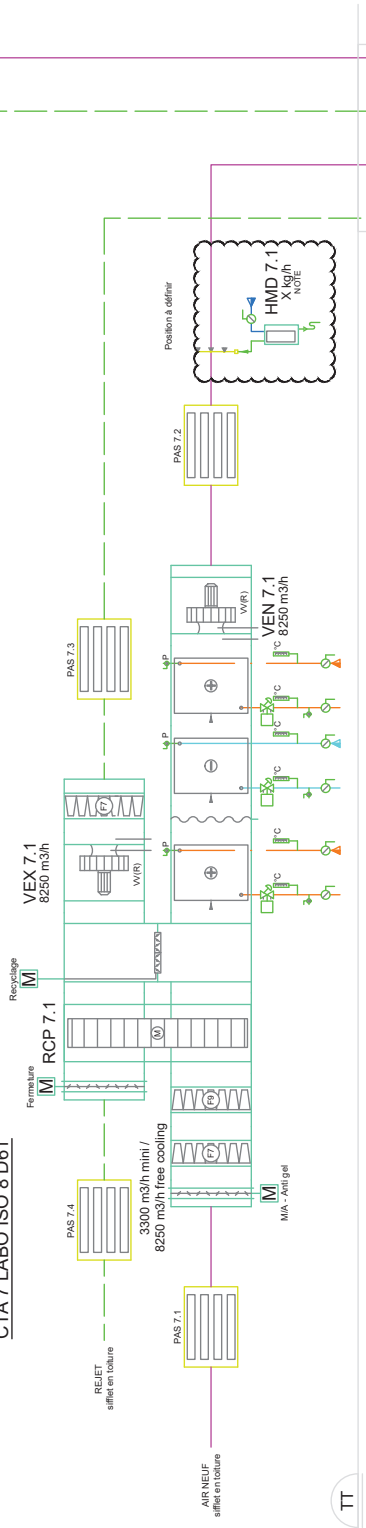 CTA 7 LABO ISO 8 D61
REJET
sifflet en toiture
PAS 7.4
Fermeture
M
RCP 7.1
Recyclage
M
VEX 7.1
8250 m3/h
VV(R)
F7
PAS 7.3
AIR NEUF
sifflet en toiture
PAS 7.1
3300 m3/h mini /
8250 m3/h free cooling
M
M/A - Anti gel
F7
F9
M
P
P
P
°C
°C
°C
°C
°C
°C
VV(R)
VEN 7.1
8250 m3/h
PAS 7.2
Position à définir
HMD 7.1
X kg/h
NOTE
TT